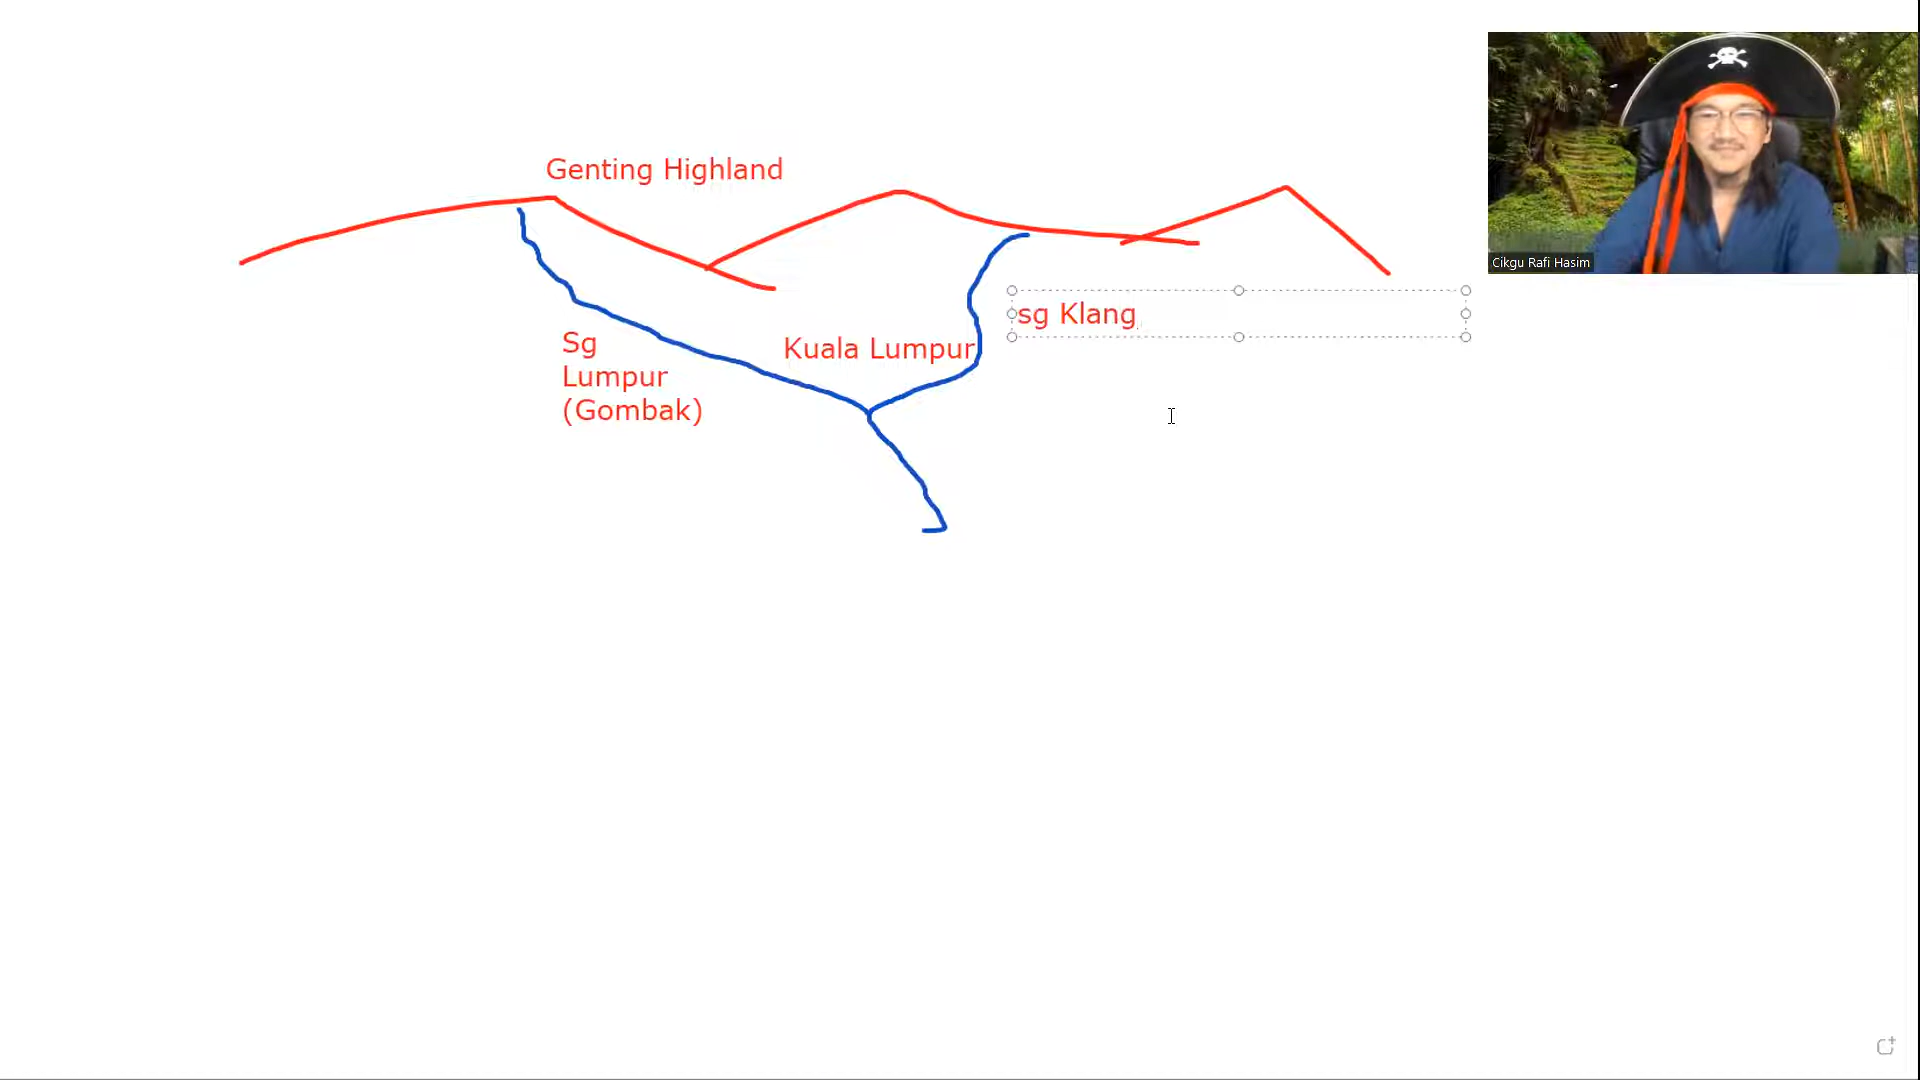 Genting Highland
sg Klang
Kuala Lumpur
Sg
Lumpur
(Gombak)
Cikgu Rafi Hasim